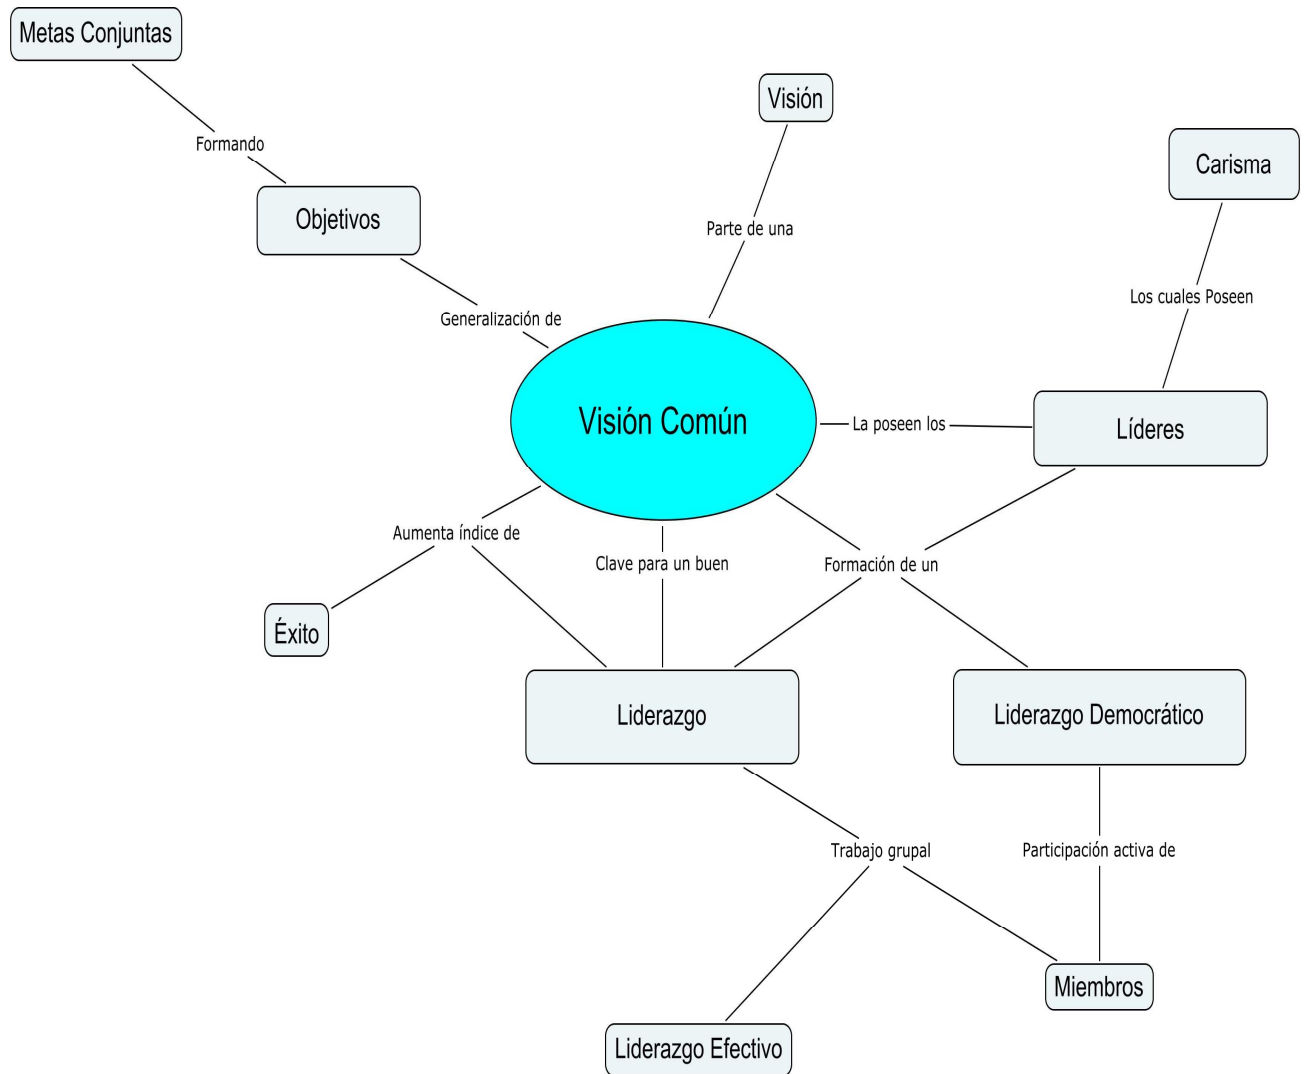 Metas Conjuntas
Visión
Formando
Carisma
Objetivos
Parte de una
Los cuales Poseen
Generalización de
Visión Común
La poseen los
Líderes
Aumenta índice de
Clave para un buen
Formación de un
Éxito
Liderazgo
Liderazgo Democrático
Trabajo grupal
Participación activa de
Miembros
Liderazgo Efectivo